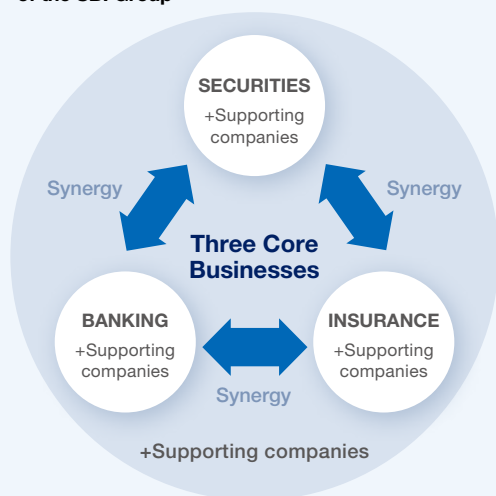 SECURITIES
+Supporting
companies
Synergy
Synergy
Three Core
Businesses
BANKING
+Supporting
companies
INSURANCE
+Supporting
companies
Synergy
+Supporting companies